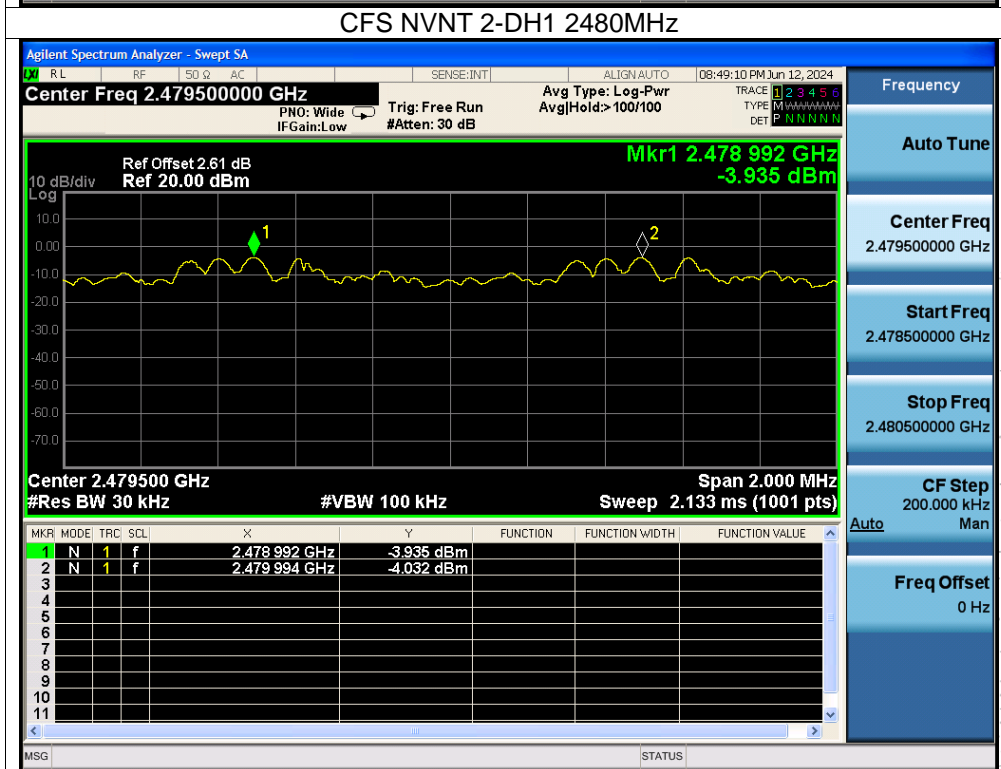 CFS NVNT 2-DH1 2480MHz
Agilent Spectrum Analyzer - Swept SA
LXI RL RF 50 Ω AC SENSE:INT ALIGN AUTO 08:49:10 PM Jun 12, 2024
Center Freq 2.479500000 GHz
PNO: Wide
IFGain:Low
Trig: Free Run
#Atten: 30 dB
Avg Type: Log-Pwr
Avg|Hold:>100/100
TRACE 1 2 3 4 5 6
TYPE M WWWWW
DET P N N N N N
Mkr1 2.478 992 GHz
-3.935 dBm
Ref Offset 2.61 dB
10 dB/div Ref 20.00 dBm
Log
10.0
0.00
-10.0
-20.0
-30.0
-40.0
-50.0
-60.0
-70.0
1
2
Center 2.479500 GHz Span 2.000 MHz
#Res BW 30 kHz #VBW 100 kHz Sweep 2.133 ms (1001 pts)
MKR MODE TRC SCL X Y FUNCTION FUNCTION WIDTH FUNCTION VALUE
1 N 1 f 2.478 992 GHz -3.935 dBm
2 N 1 f 2.479 994 GHz -4.032 dBm
3
4
5
6
7
8
9
10
11
MSG STATUS
Frequency
Auto Tune
Center Freq
2.479500000 GHz
Start Freq
2.478500000 GHz
Stop Freq
2.480500000 GHz
CF Step
200.000 kHz
Auto Man
Freq Offset
0 Hz